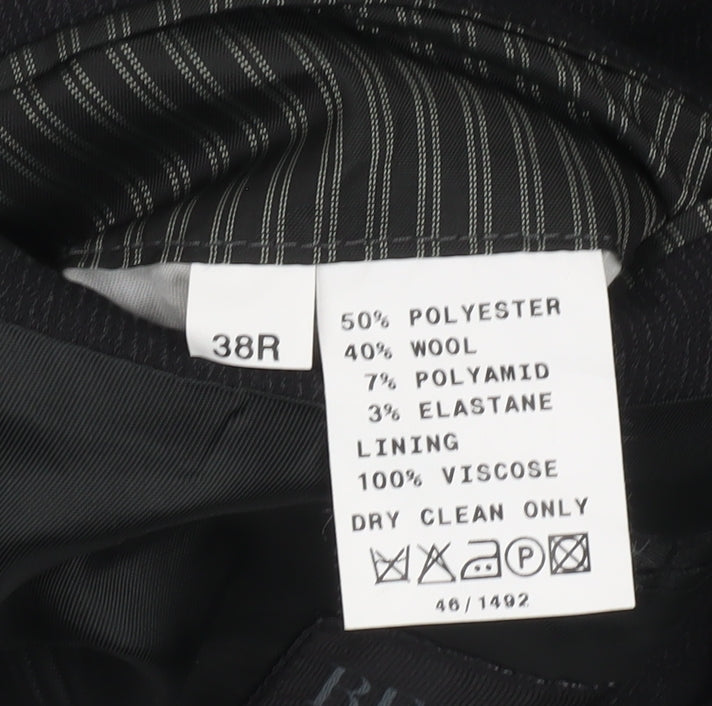 38R
50% POLYESTER
40% WOOL
7% POLYAMID
3% ELASTANE
LINING
100% VISCOSE
DRY CLEAN ONLY
P
46/1492